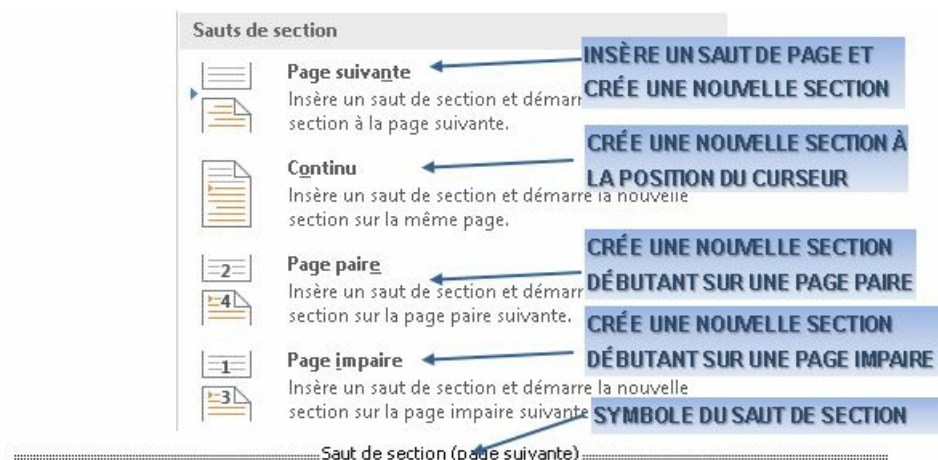 Sauts de section
Page suivante
INSÈRE UN SAUT DE PAGE ET
CRÉE UNE NOUVELLE SECTION
Insère un saut de section et démarr
section à la page suivante.
CRÉE UNE NOUVELLE SECTION À
LA POSITION DU CURSEUR
Continu
Insère un saut de section et démarre la nouvelle
section sur la même page.
CRÉE UNE NOUVELLE SECTION
DÉBUTANT SUR UNE PAGE PAIRE
2
4
Page paire
Insère un saut de section et démarr
section sur la page paire suivante.
CRÉE UNE NOUVELLE SECTION
DÉBUTANT SUR UNE PAGE IMPAIRE
1
3
Page impaire
Insère un saut de section et démarre la nouvelle
section sur la page impaire suivante
SYMBOLE DU SAUT DE SECTION
Saut de section (page suivante)